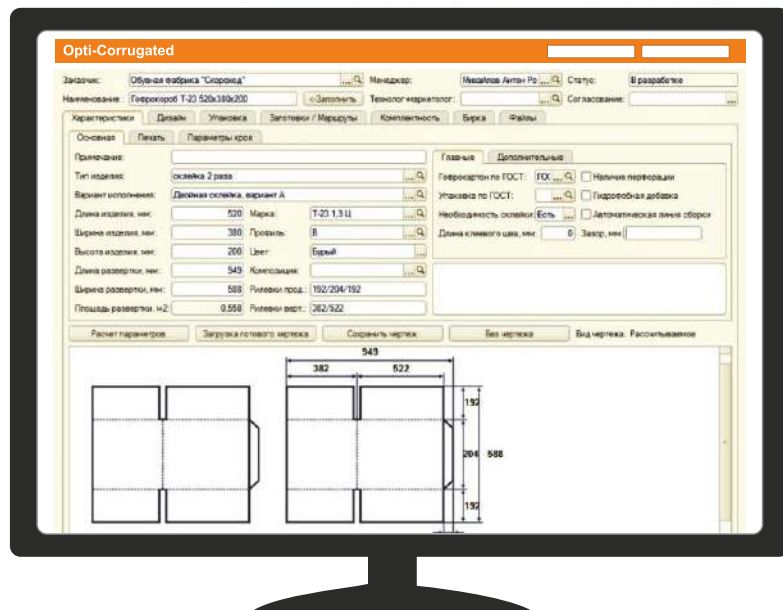 Opti-Corrugated
Заказчик: Обувная фабрика "Скороход" ... Менеджер: Михайлов Антон Ро ... Статус: В разработке
Наименование: Гофрокороб Т-23 520x380x200 <-Заполнить Технолог-маркетолог: ... Согласование: ...
Характеристики Дизайн Упаковка Заготовки / Маршруты Комплектность Бирка Файлы
Основная Печать Параметры кроя
Примечание: Главные Дополнительные
Тип изделия: склейка 2 раза ... Гофрокартон по ГОСТ: ГОС ... Наличие перфорации
Вариант исполнения: Двойная склейка, вариант А Упаковка по ГОСТ: ... Гидрофобная добавка
Длина изделия, мм: 520 Марка: Т-23 1,3 Ц ... Необходимость склейки: Есть ... Автоматическая линия сборки
Ширина изделия, мм: 380 Профиль: В ... Длина клеевого шва, мм: 0 Зазор, мм:
Высота изделия, мм: 200 Цвет: Бурый ...
Длина развертки, мм: 949 Композиция: ...
Ширина развертки, мм: 588 Рилевки прод.: 192/204/192
Площадь развертки, м2: 0,558 Рилевки верт.: 382/522
Расчет параметров Загрузка готового чертежа Сохранить чертеж Без чертежа Вид чертежа: Рассчитываемое
949
382 522
192
204 588
192